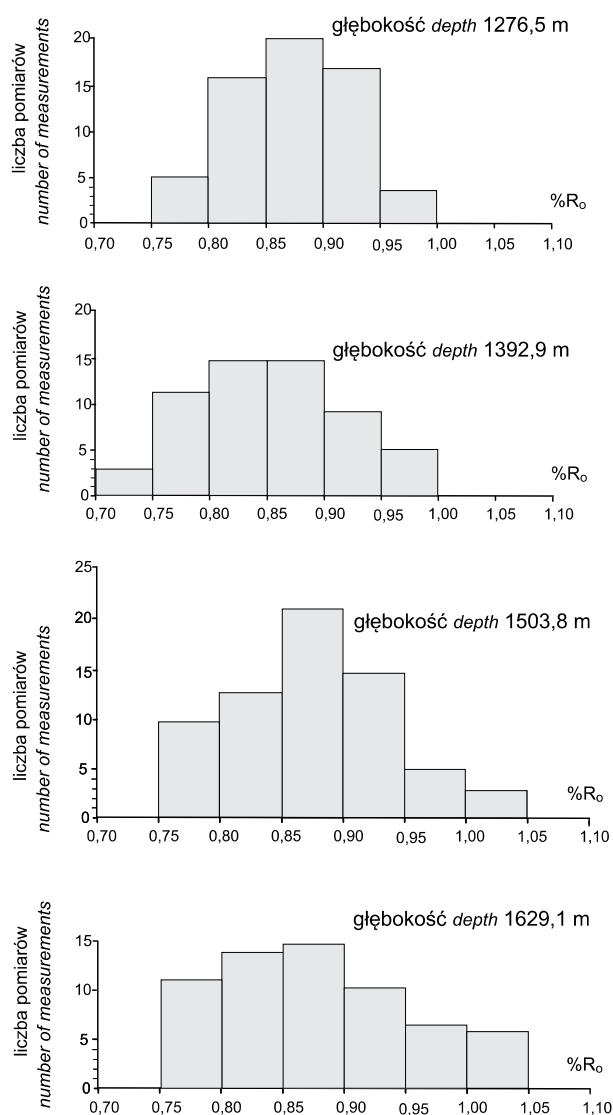 głębokość depth 1276,5 m
liczba pomiarów
number of measurements
20
15
10
5
0
%Ro
0,70 0,75 0,80 0,85 0,90 0,95 1,00 1,05 1,10
głębokość depth 1392,9 m
liczba pomiarów
number of measurements
20
15
10
5
0
%Ro
0,70 0,75 0,80 0,85 0,90 0,95 1,00 1,05 1,10
głębokość depth 1503,8 m
liczba pomiarów
number of measurements
25
20
15
10
5
0
%Ro
0,70 0,75 0,80 0,85 0,90 0,95 1,00 1,05 1,10
głębokość depth 1629,1 m
liczba pomiarów
number of measurements
15
10
5
0
%Ro
0,70 0,75 0,80 0,85 0,90 0,95 1,00 1,05 1,10